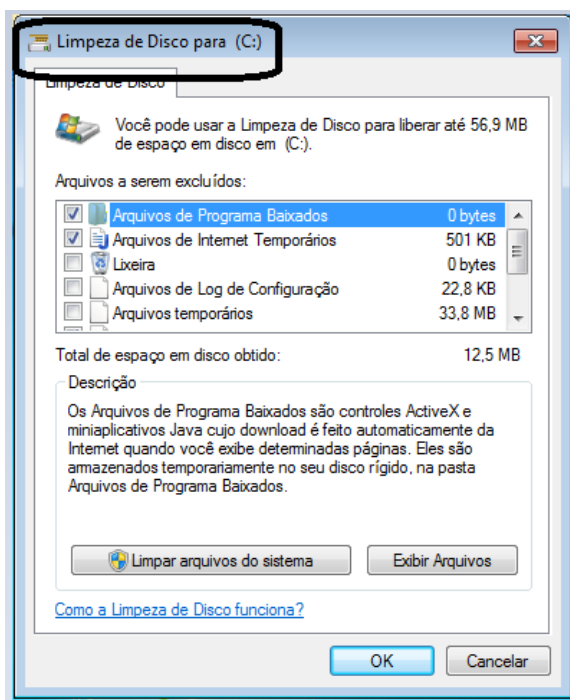 Limpeza de Disco para (C:)
Limpeza de Disco
Você pode usar a Limpeza de Disco para liberar até 56,9 MB
de espaço em disco em (C:).
Arquivos a serem excluídos:
Arquivos de Programa Baixados 0 bytes
Arquivos de Internet Temporários 501 KB
Lixeira 0 bytes
Arquivos de Log de Configuração 22,8 KB
Arquivos temporários 33,8 MB
Total de espaço em disco obtido: 12,5 MB
Descrição
Os Arquivos de Programa Baixados são controles ActiveX e
miniaplicativos Java cujo download é feito automaticamente da
Internet quando você exibe determinadas páginas. Eles são
armazenados temporariamente no seu disco rígido, na pasta
Arquivos de Programa Baixados.
Limpar arquivos do sistema Exibir Arquivos
Como a Limpeza de Disco funciona?
OK Cancelar